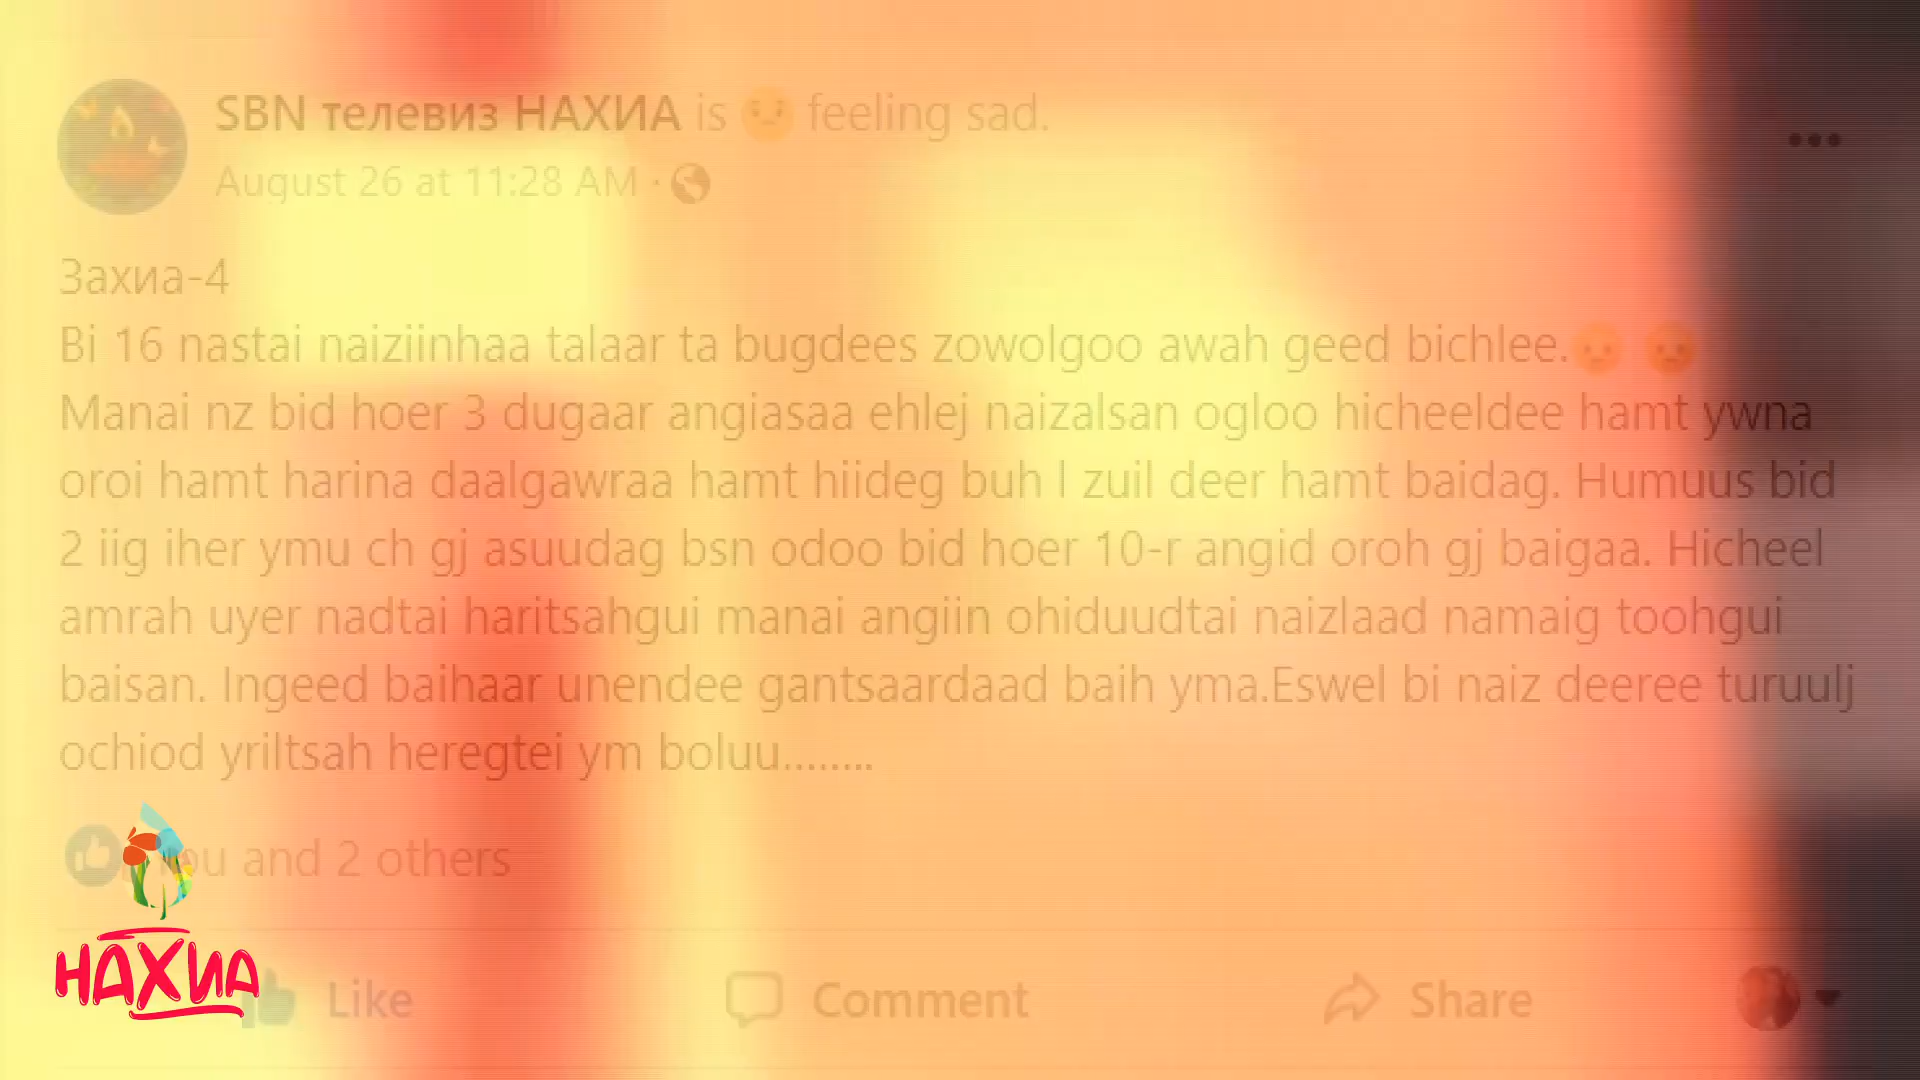 SBN телевиз НАХИА is feeling sad.
August 26 at 11:28 AM ·
Захиа-4
Bi 16 nastai naiziinhaa talaar ta bugdees zowolgoo awah geed bichlee.
Manai nz bid hoer 3 dugaar angiasaa ehlej naizalsan ogloo hicheeldee hamt ywna
oroi hamt harina daalgawraa hamt hiideg buh l zuil deer hamt baidag. Humuus bid
2 iig iher ymu ch gj asuudag bsn odoo bid hoer 10-r angid oroh gj baigaa. Hicheel
amrah uyer nadtai haritsahgui manai angiin ohiduudtai naizlaad namaig toohgui
baisan. Ingeed baihaar unendee gantsaardaad baih yma.Eswel bi naiz deeree turuulj
ochiod yriltsah heregtei ym boluu........
and 2 others
НАХИА
Like
Comment
Share